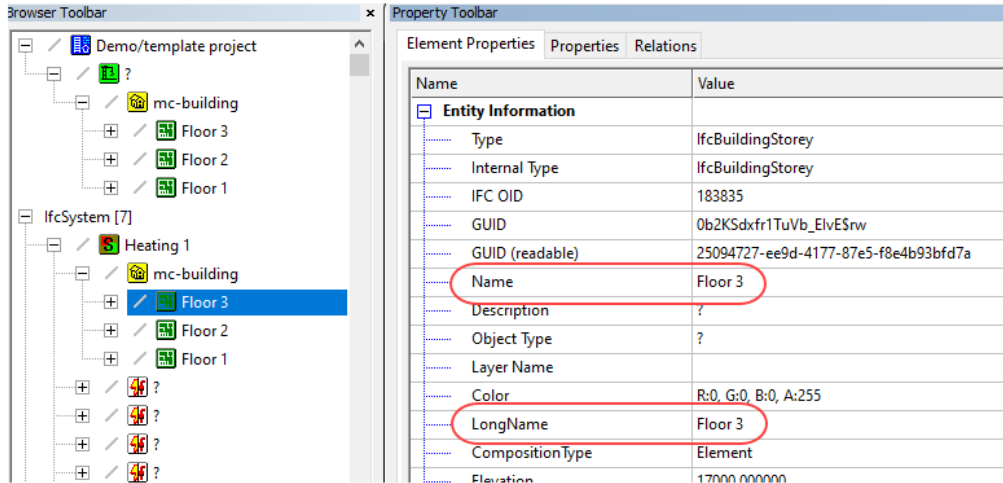 Browser Toolbar
x
Demo/template project
?
mc-building
Floor 3
Floor 2
Floor 1
IfcSystem [7]
Heating 1
mc-building
Floor 3
Floor 2
Floor 1
?
?
?
?
Property Toolbar
Element Properties Properties Relations
Name Value
Entity Information
Type IfcBuildingStorey
Internal Type IfcBuildingStorey
IFC OID 183835
GUID 0b2KSdxfr1TuVb_ElvE$rw
GUID (readable) 25094727-ee9d-4177-87e5-f8e4b93bfd7a
Name Floor 3
Description ?
Object Type ?
Layer Name
Color R:0, G:0, B:0, A:255
LongName Floor 3
CompositionType Element
Elevation 17000.000000